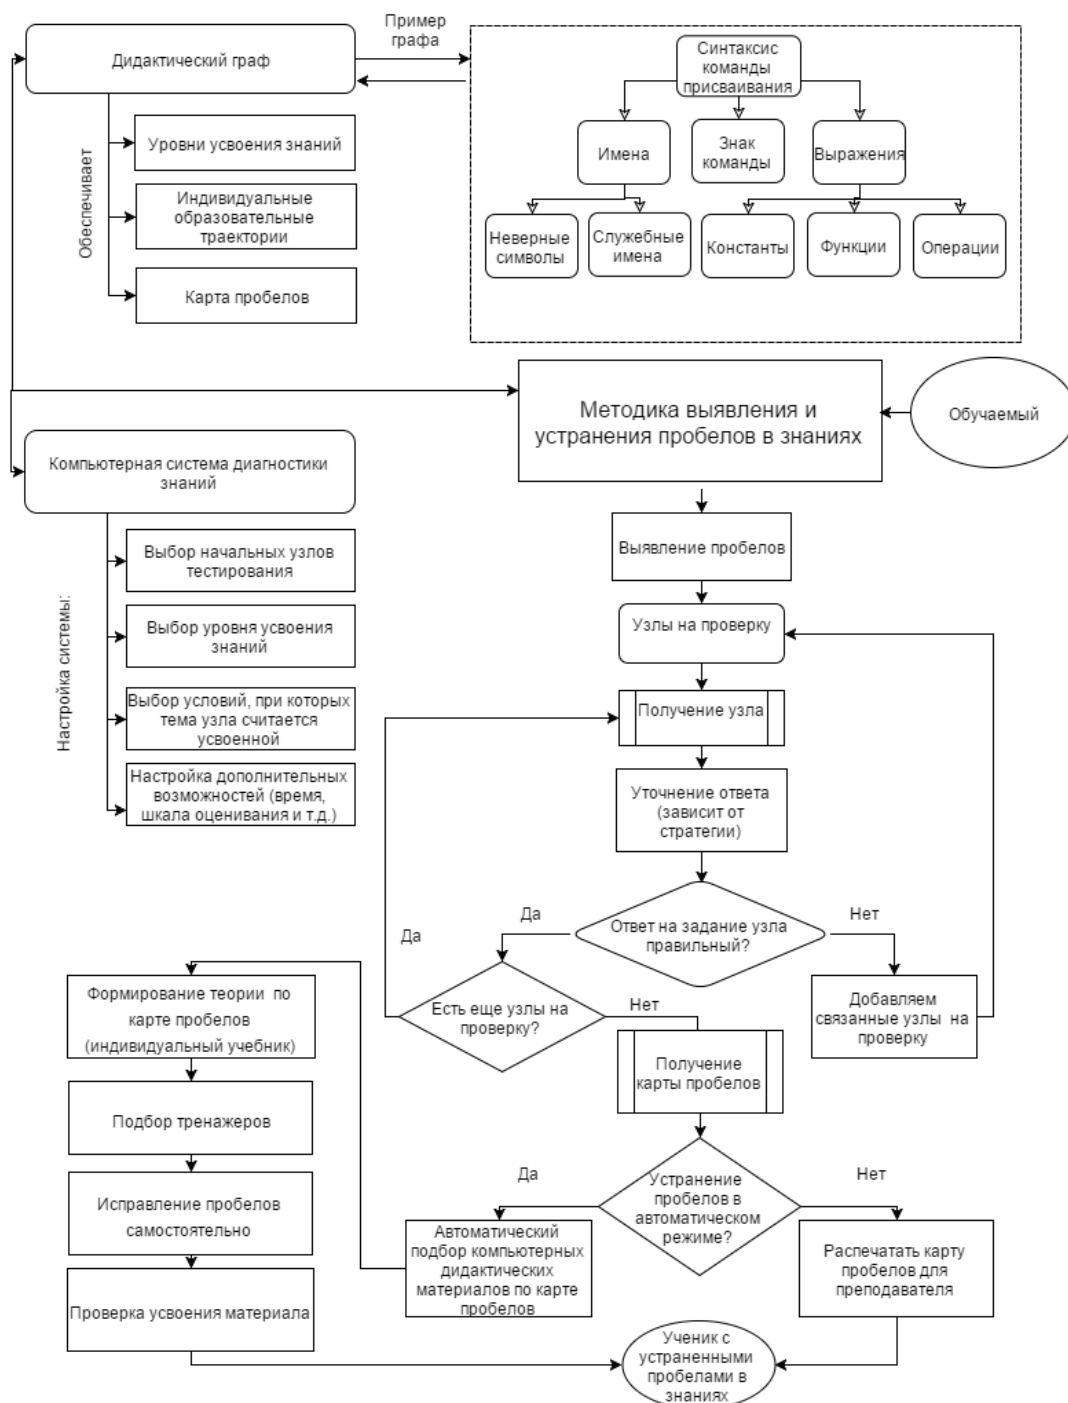 Пример
графа
Дидактический граф
Обеспечивает
Уровни усвоения знаний
Индивидуальные
образовательные
траектории
Карта пробелов
Синтаксис
команды
присваивания
Имена
Знак
команды
Выражения
Неверные
символы
Служебные
имена
Константы
Функции
Операции
Методика выявления и
устранения пробелов в знаниях
Обучаемый
Компьютерная система диагностики
знаний
Настройка системы:
Выбор начальных узлов
тестирования
Выбор уровня усвоения
знаний
Выбор условий, при которых
тема узла считается
усвоенной
Настройка дополнительных
возможностей (время,
шкала оценивания и т.д.)
Выявление пробелов
Узлы на проверку
Получение узла
Уточнение ответа
(зависит от
стратегии)
Ответ на задание узла
правильный?
Да
Нет
Да
Есть еще узлы на
проверку?
Нет
Добавляем
связанные узлы на
проверку
Получение
карты пробелов
Устранение
пробелов в
автоматическом
режиме?
Да
Нет
Автоматический
подбор компьютерных
дидактических
материалов по карте
пробелов
Распечатать карту
пробелов для
преподавателя
Формирование теории по
карте пробелов
(индивидуальный учебник)
Подбор тренажеров
Исправление пробелов
самостоятельно
Проверка усвоения материала
Ученик с
устраненными
пробелами в
знаниях